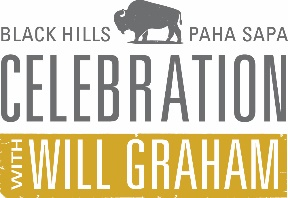 BLACK HILLS PAHA SAPA
CELEBRATION
WITH WILL GRAHAM